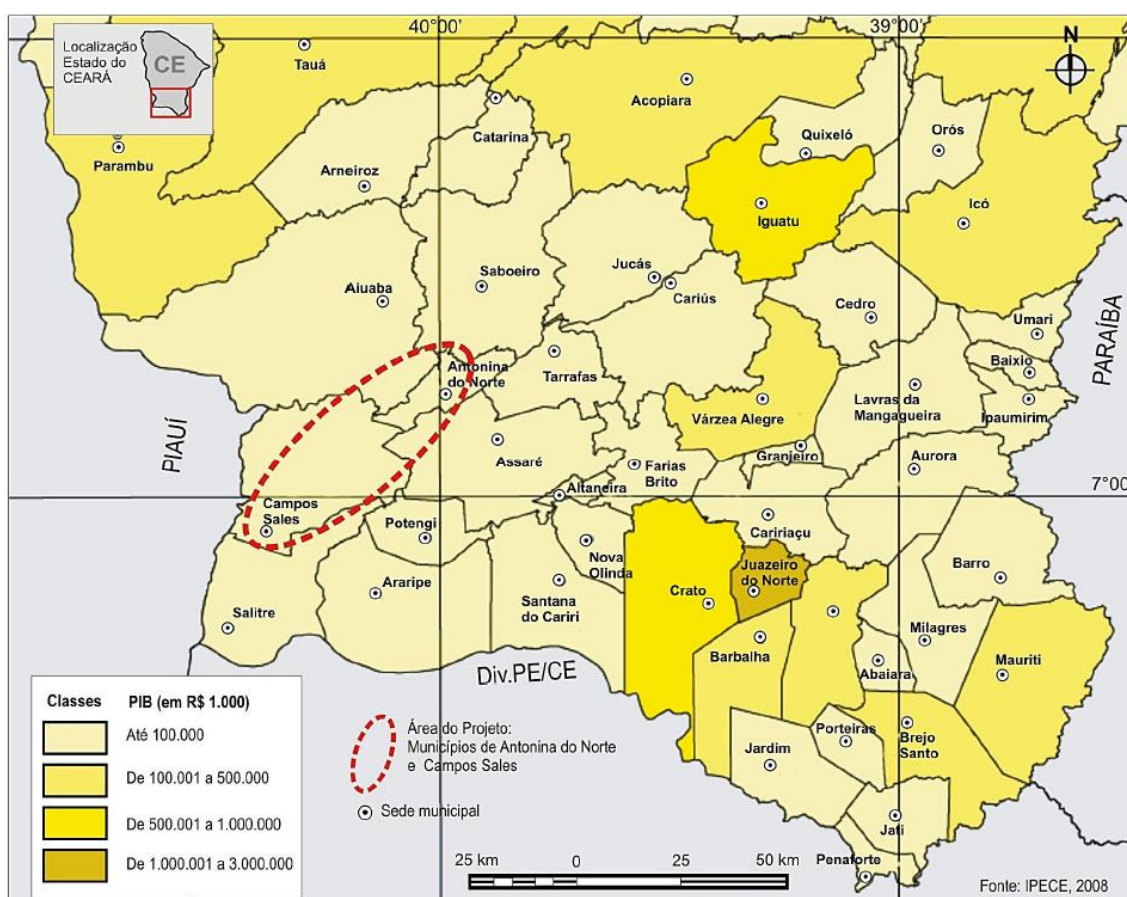 Localização
Estado do
CEARÁ
CE
40°00'
39°00'
N
Tauá
Acopiara
Catarina
Quixeló
Orós
Parambu
Arneiroz
Icó
Iguatu
Saboeiro
Jucás
Cariús
Aiuaba
Cedro
Umari
PARAÍBA
Antonina
do Norte
Tarrafas
Baixio
Lavras da
Mangagueira
Ipaumirim
PIAUÍ
Várzea Alegre
Assaré
Granjeiro
Aurora
Farias
Brito
Altaneira
7°00'
Campos
Sales
Potengi
Caririaçu
Nova
Olinda
Juazeiro
do Norte
Barro
Araripe
Crato
Santana
do Cariri
Salitre
Milagres
Barbalha
Abaiara
Mauriti
Div.PE/CE
Classes PIB (em R$ 1.000)
Até 100.000
De 100.001 a 500.000
De 500.001 a 1.000.000
De 1.000.001 a 3.000.000
Área do Projeto:
Municípios de Antonina do Norte
e Campos Sales
Sede municipal
Porteiras
Brejo
Santo
Jardim
Jati
Penaforte
25 km 0 25 50 km
Fonte: IPECE, 2008